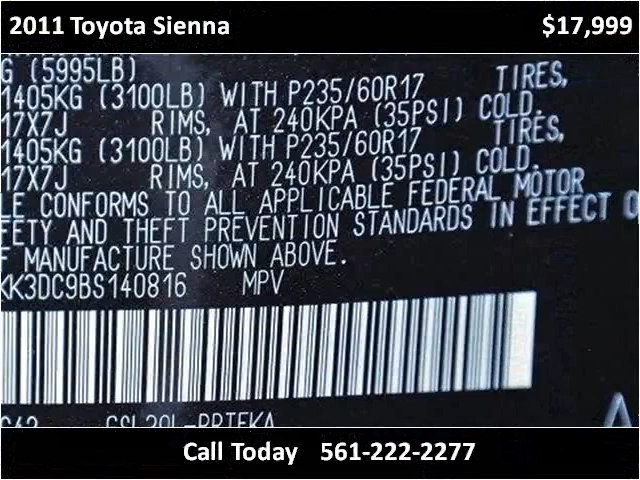 2011 Toyota Sienna $17,999
G (5995LB)
1405KG (3100LB) WITH P235/60R17 TIRES,
17X7J RIMS, AT 240KPA (35PSI) COLD.
1405KG (3100LB) WITH P235/60R17 TIRES,
17X7J RIMS, AT 240KPA (35PSI) COLD.
LE CONFORMS TO ALL APPLICABLE FEDERAL MOTOR
FETY AND THEFT PREVENTION STANDARDS IN EFFECT O
F MANUFACTURE SHOWN ABOVE.
KK3DC9BS140816 MPV
A
Call Today 561-222-2277